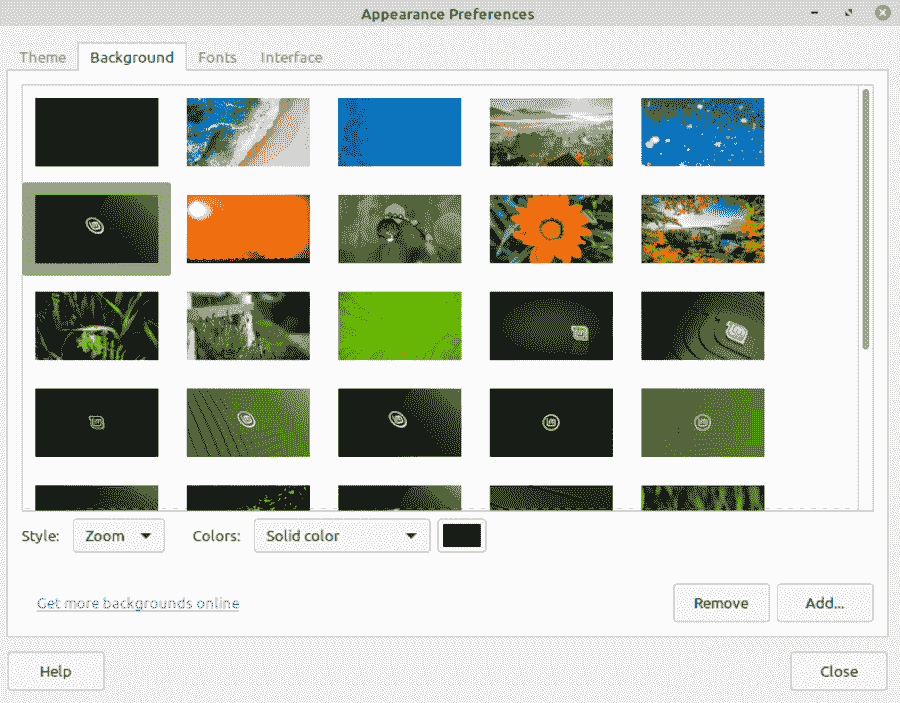 Appearance Preferences
Theme Background Fonts Interface
Style: Zoom Colors: Solid color
Get more backgrounds online
Remove Add...
Help Close